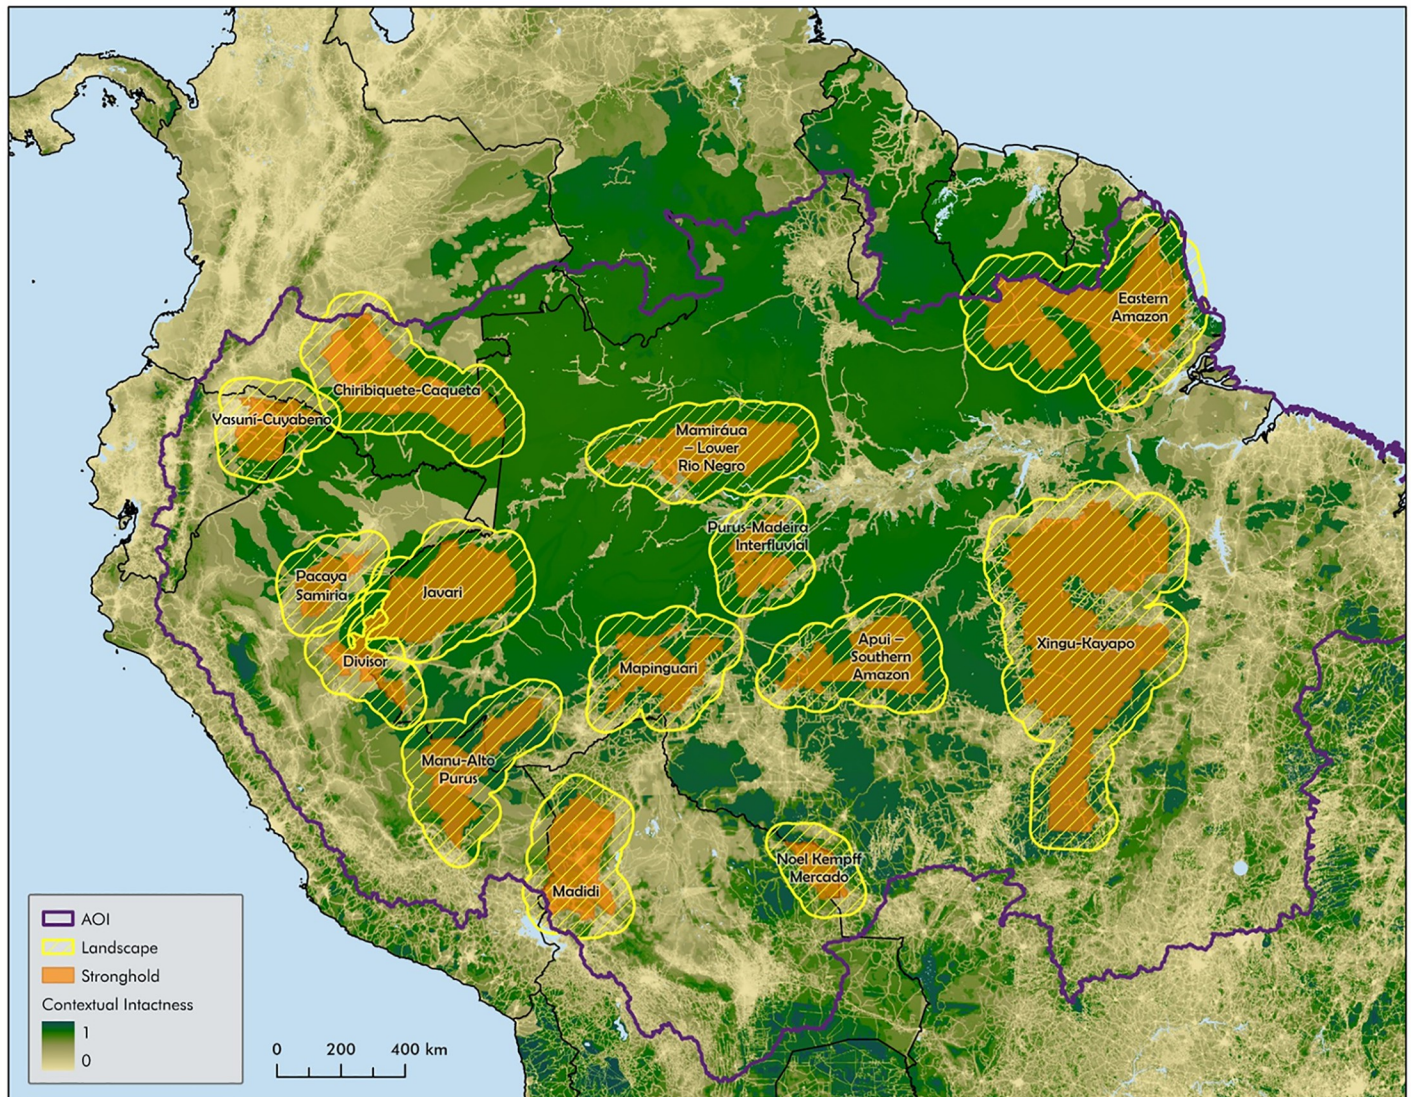 Eastern
Amazon
Chiribiquete-Caqueta
Yasuní-Cuyabeno
Mamiráua
– Lower
Rio Negro
Purus-Madeira
Interfluvial
Pacaya
Samiria
Javari
Divisor
Mapinguari
Apui –
Southern
Amazon
Xingu-Kayapo
Manu-Alto
Purus
Noel Kempff
Mercado
Madidi
AOI
Landscape
Stronghold
Contextual Intactness
1
0
0 200 400 km